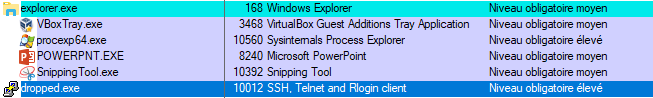 explorer.exe 168 Windows Explorer Niveau obligatoire moyen
VBoxTray.exe 3468 VirtualBox Guest Additions Tray Application Niveau obligatoire moyen
procexp64.exe 10560 Sysinternals Process Explorer Niveau obligatoire élevé
POWERPNT.EXE 8240 Microsoft PowerPoint Niveau obligatoire moyen
SnippingTool.exe 10392 Snipping Tool Niveau obligatoire moyen
dropped.exe 10012 SSH, Telnet and Rlogin client Niveau obligatoire élevé